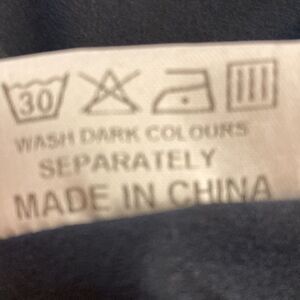 30
WASH DARK COLOURS
SEPARATELY
MADE IN CHINA